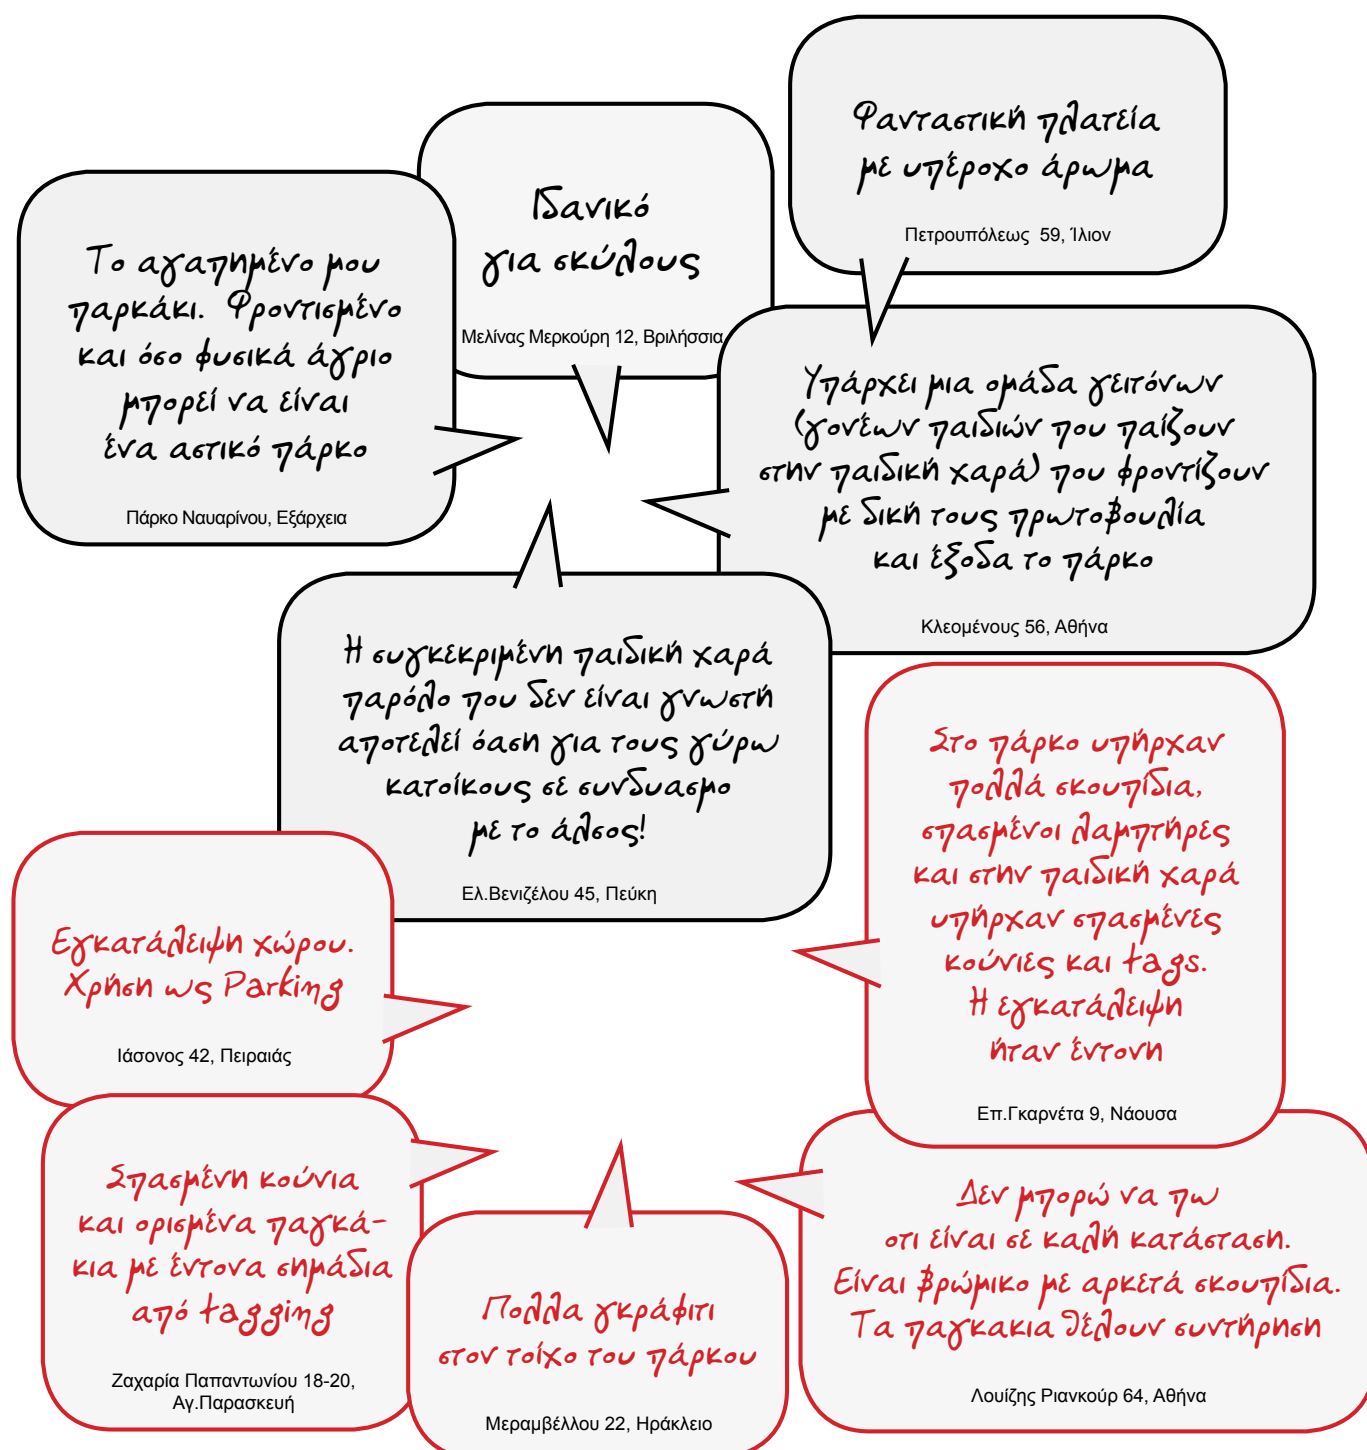 Φανταστική πλατεία
με υπέροχο άρωμα
Πετρουπόλεως 59, Ίλιον
Ιδανικό
για σκύλους
Μελίνας Μερκούρη 12, Βριλήσσια
Το αγαπημένο μου
παρκάκι. Φροντισμένο
και όσο φυσικά άγριο
μπορεί να είναι
ένα αστικό πάρκο
Πάρκο Ναυαρίνου, Εξάρχεια
Υπάρχει μια ομάδα γειτόνων
(γονέων παιδιών που παίζουν
στην παιδική χαρά) που φροντίζουν
με δική τους πρωτοβουλία
και έξοδα το πάρκο
Κλεομένους 56, Αθήνα
Η συγκεκριμένη παιδική χαρά
παρόλο που δεν είναι γνωστή
αποτελεί όαση για τους γύρω
κατοίκους σε συνδυασμο
με το άλσος!
Ελ.Βενιζέλου 45, Πεύκη
Στο πάρκο υπήρχαν
πολλά σκουπίδια,
σπασμένοι λαμπτήρες
και στην παιδική χαρά
υπήρχαν σπασμένες
κούνιες και tags.
Η εγκατάλειψη
ήταν έντονη
Επ.Γκαρνέτα 9, Νάουσα
Εγκατάλειψη χώρου.
Χρήση ως Parking
Ιάσονος 42, Πειραιάς
Σπασμένη κούνια
και ορισμένα παγκά-
κια με έντονα σημάδια
από tagging
Ζαχαρία Παπαντωνίου 18-20,
Αγ.Παρασκευή
Πολλα γκράφιτι
στον τοίχο του πάρκου
Μεραμβέλλου 22, Ηράκλειο
Δεν μπορώ να πω
οτι είναι σε καλή κατάσταση.
Είναι βρώμικο με αρκετά σκουπίδια.
Τα παγκακια θέλουν συντήρηση
Λουίζης Ριανκούρ 64, Αθήνα